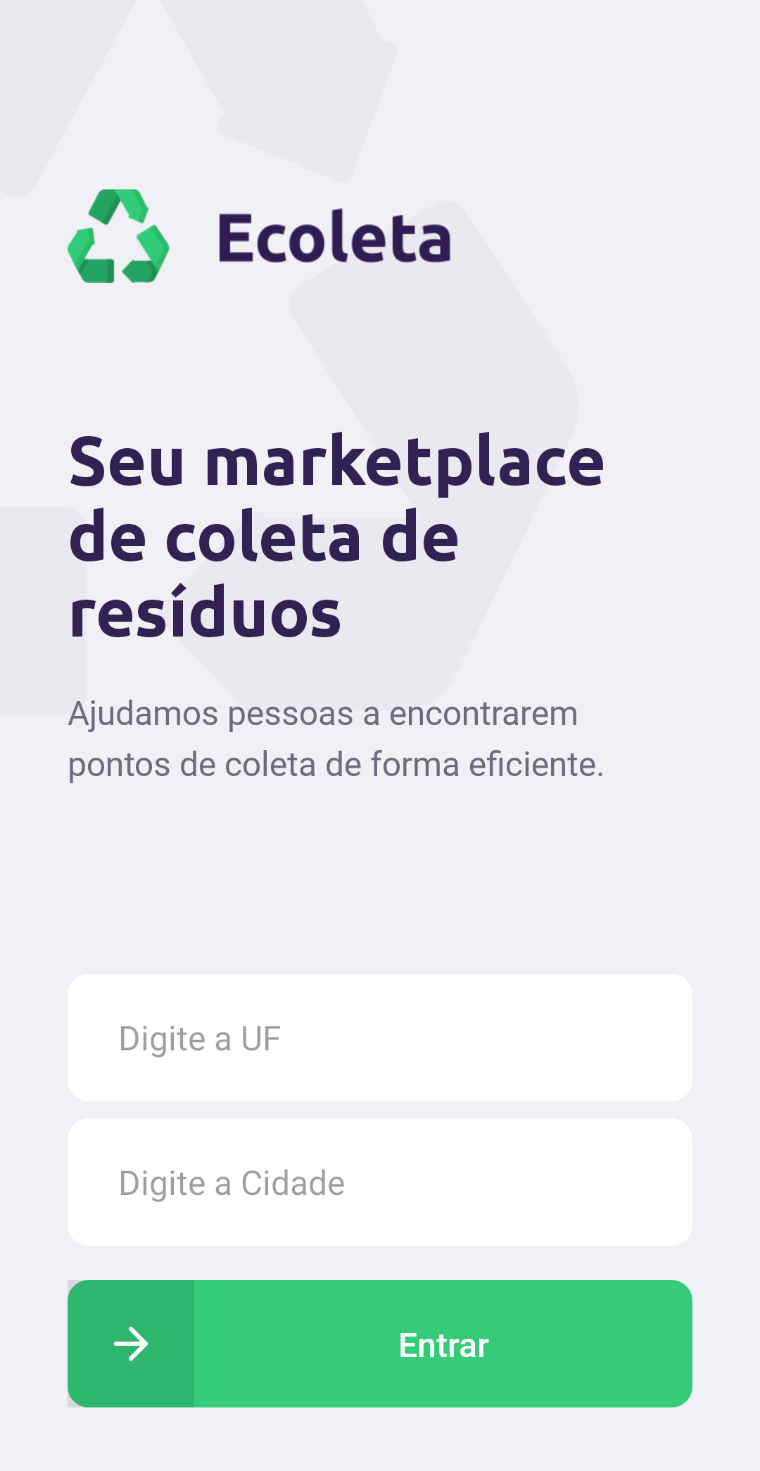 Ecoleta
Seu marketplace
de coleta de
resíduos
Ajudamos pessoas a encontrarem
pontos de coleta de forma eficiente.
Digite a UF
Digite a Cidade
Entrar